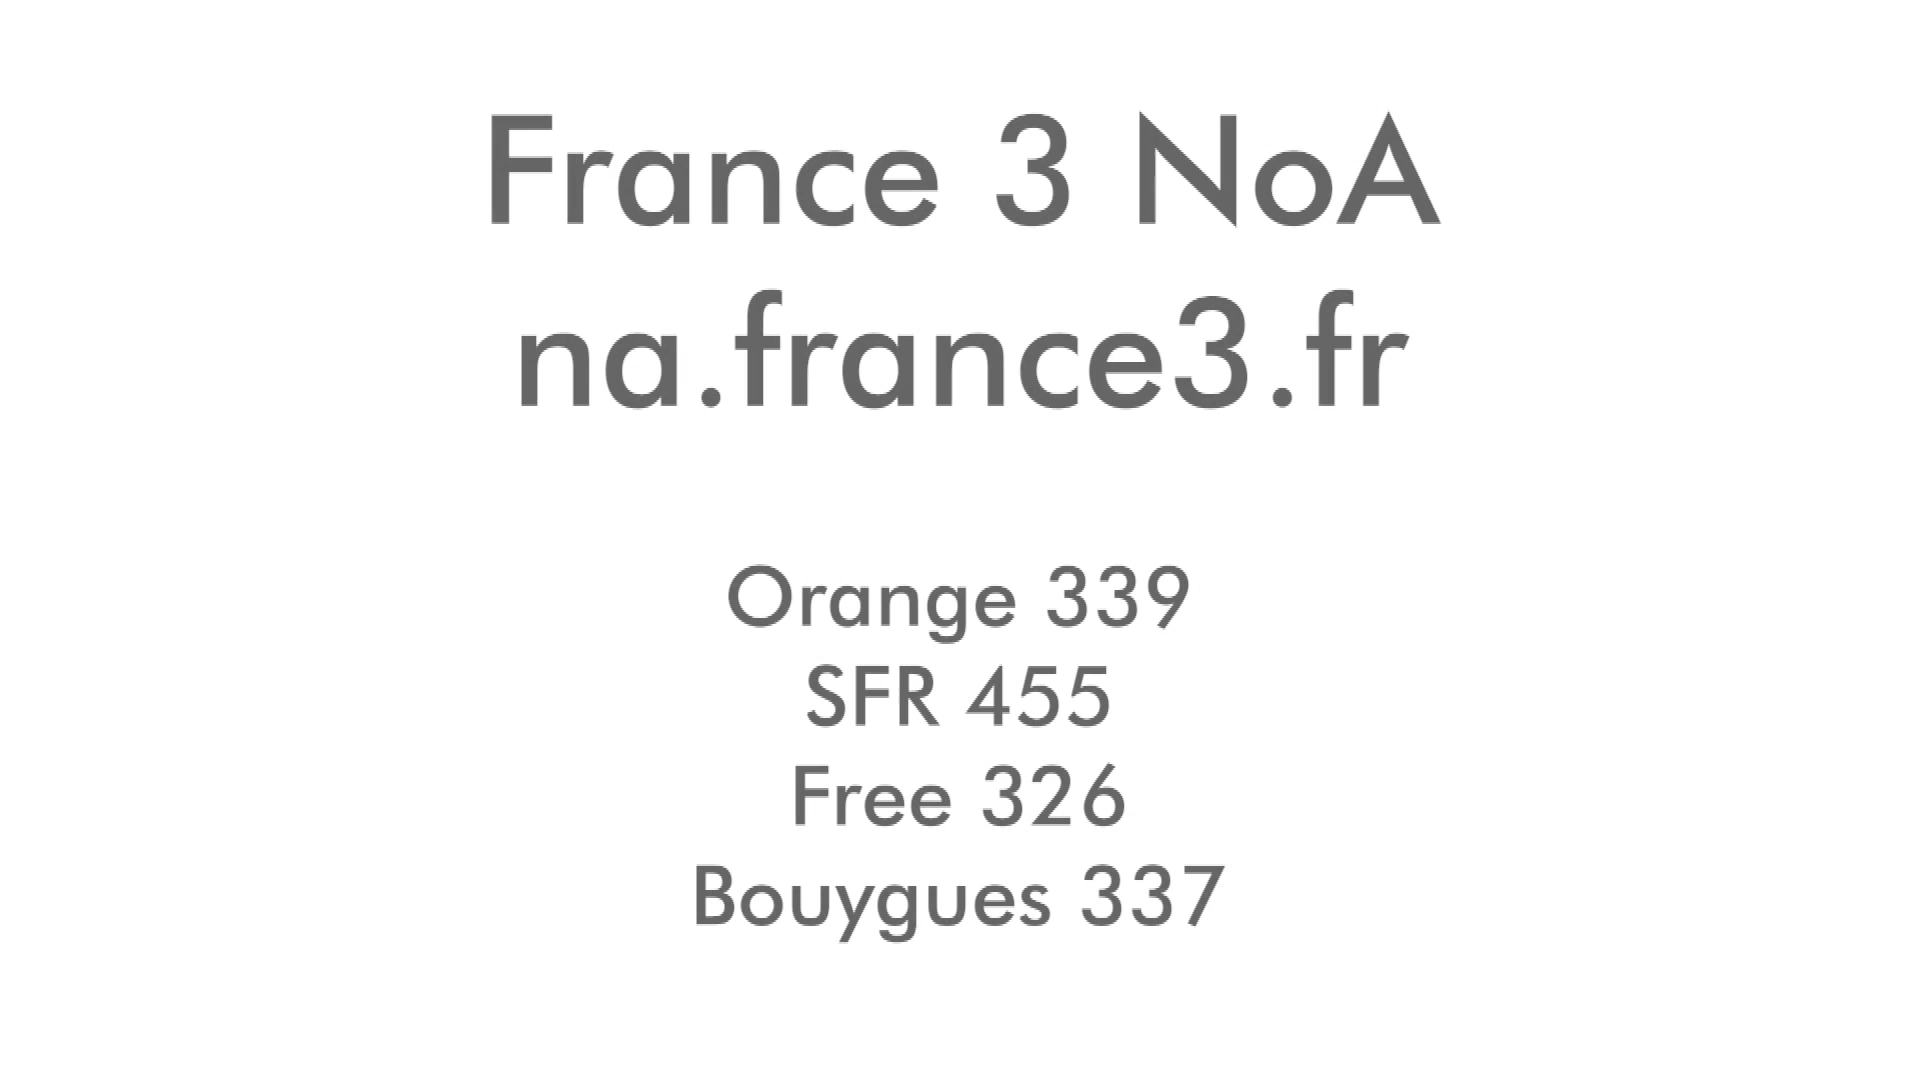 France 3 NoA
na.france3.fr
Orange 339
SFR 455
Free 326
Bouygues 337